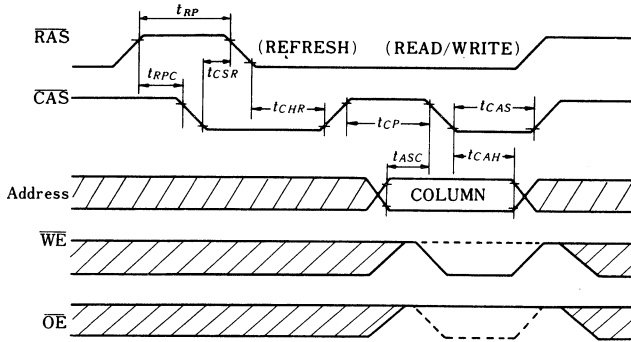 tRP
RAS
(REFRESH) (READ/WRITE)
tRPC
tCSR
CAS
tCHR
tCP
tCAS
tASC
tCAH
Address
COLUMN
WE
OE